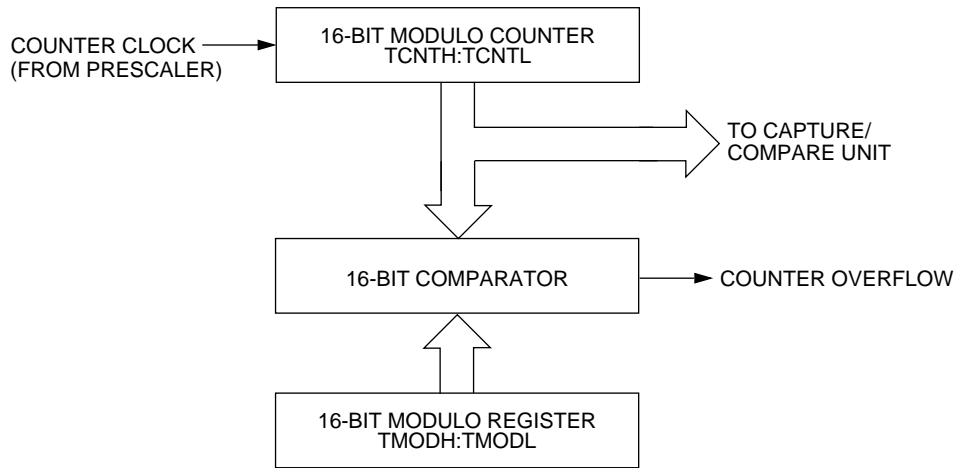 16-BIT MODULO COUNTER
TCNTH:TCNTL
COUNTER CLOCK
(FROM PRESCALER)
TO CAPTURE/
COMPARE UNIT
16-BIT COMPARATOR
COUNTER OVERFLOW
16-BIT MODULO REGISTER
TMODH:TMODL